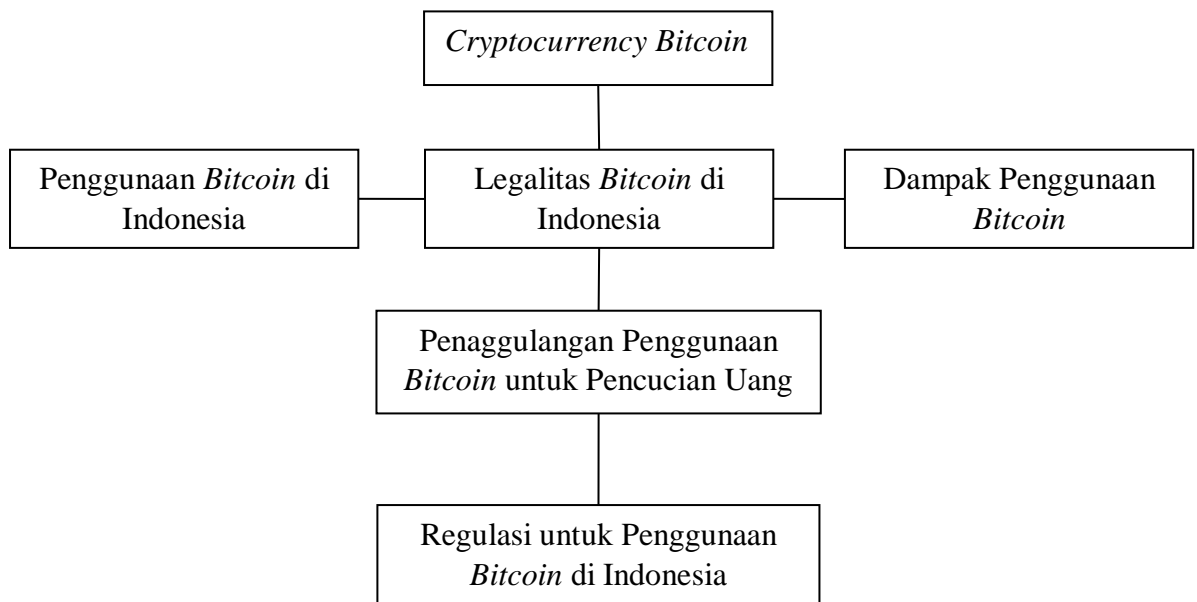 Cryptocurrency Bitcoin
Penggunaan Bitcoin di
Indonesia
Legalitas Bitcoin di
Indonesia
Dampak Penggunaan
Bitcoin
Penaggulangan Penggunaan
Bitcoin untuk Pencucian Uang
Regulasi untuk Penggunaan
Bitcoin di Indonesia